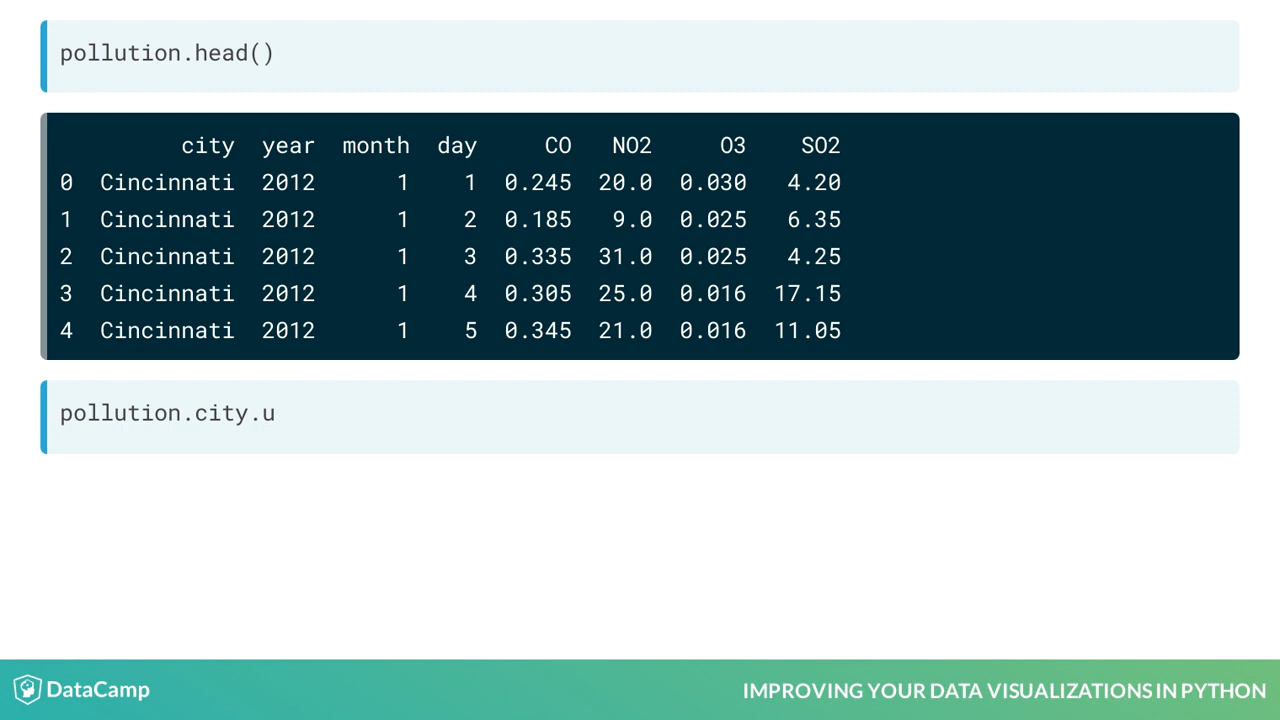 pollution.head()
city year month day CO NO2 O3 SO2
0 Cincinnati 2012 1 1 0.245 20.0 0.030 4.20
1 Cincinnati 2012 1 2 0.185 9.0 0.025 6.35
2 Cincinnati 2012 1 3 0.335 31.0 0.025 4.25
3 Cincinnati 2012 1 4 0.305 25.0 0.016 17.15
4 Cincinnati 2012 1 5 0.345 21.0 0.016 11.05
pollution.city.u
DataCamp
IMPROVING YOUR DATA VISUALIZATIONS IN PYTHON